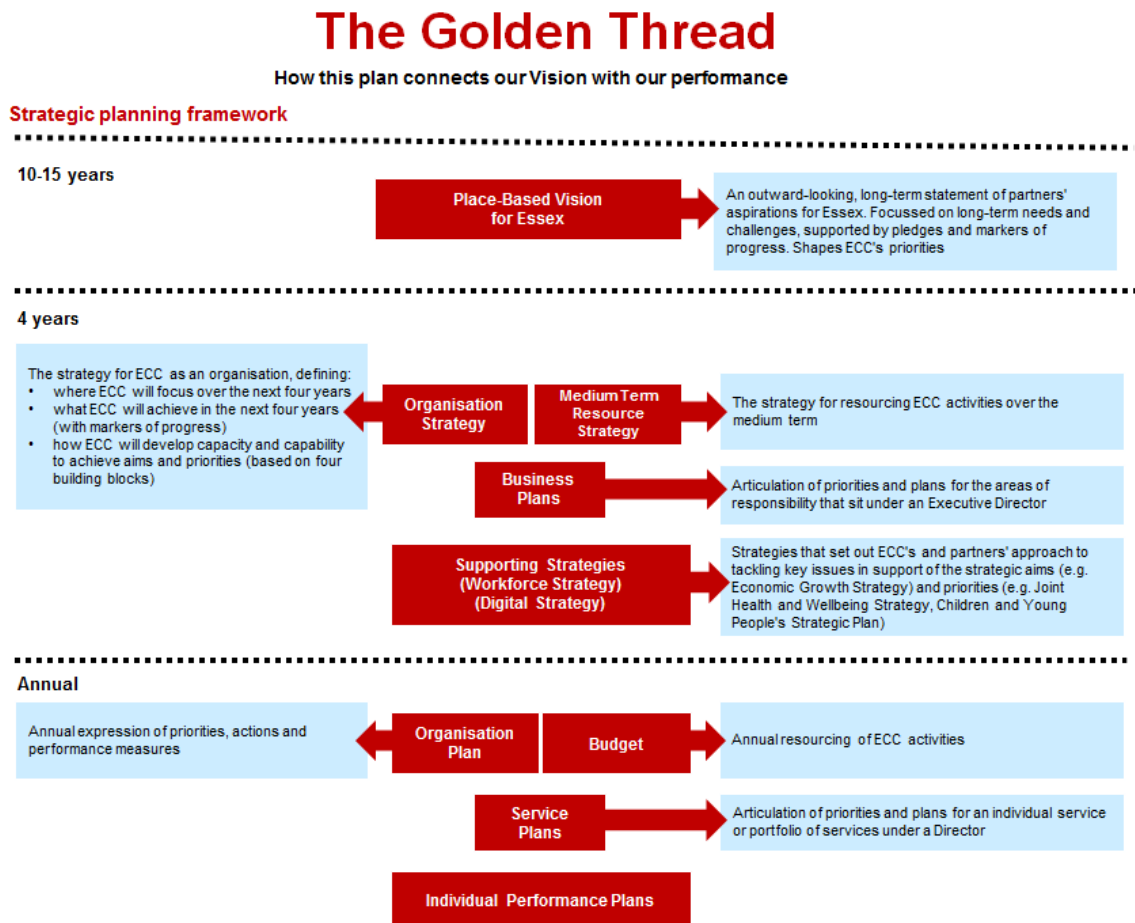 The Golden Thread
How this plan connects our Vision with our performance
Strategic planning framework
10-15 years
Place-Based Vision
for Essex
An outward-looking, long-term statement of partners'
aspirations for Essex. Focussed on long-term needs and
challenges, supported by pledges and markers of
progress. Shapes ECC's priorities
4 years
The strategy for ECC as an organisation, defining:
• where ECC will focus over the next four years
• what ECC will achieve in the next four years
(with markers of progress)
• how ECC will develop capacity and capability
to achieve aims and priorities (based on four
building blocks)
Organisation
Strategy
Medium Term
Resource
Strategy
The strategy for resourcing ECC activities over the
medium term
Business
Plans
Articulation of priorities and plans for the areas of
responsibility that sit under an Executive Director
Supporting Strategies
(Workforce Strategy)
(Digital Strategy)
Strategies that set out ECC's and partners' approach to
tackling key issues in support of the strategic aims (e.g.
Economic Growth Strategy) and priorities (e.g. Joint
Health and Wellbeing Strategy, Children and Young
People's Strategic Plan)
Annual
Annual expression of priorities, actions and
performance measures
Organisation
Plan
Budget
Annual resourcing of ECC activities
Service
Plans
Articulation of priorities and plans for an individual service
or portfolio of services under a Director
Individual Performance Plans